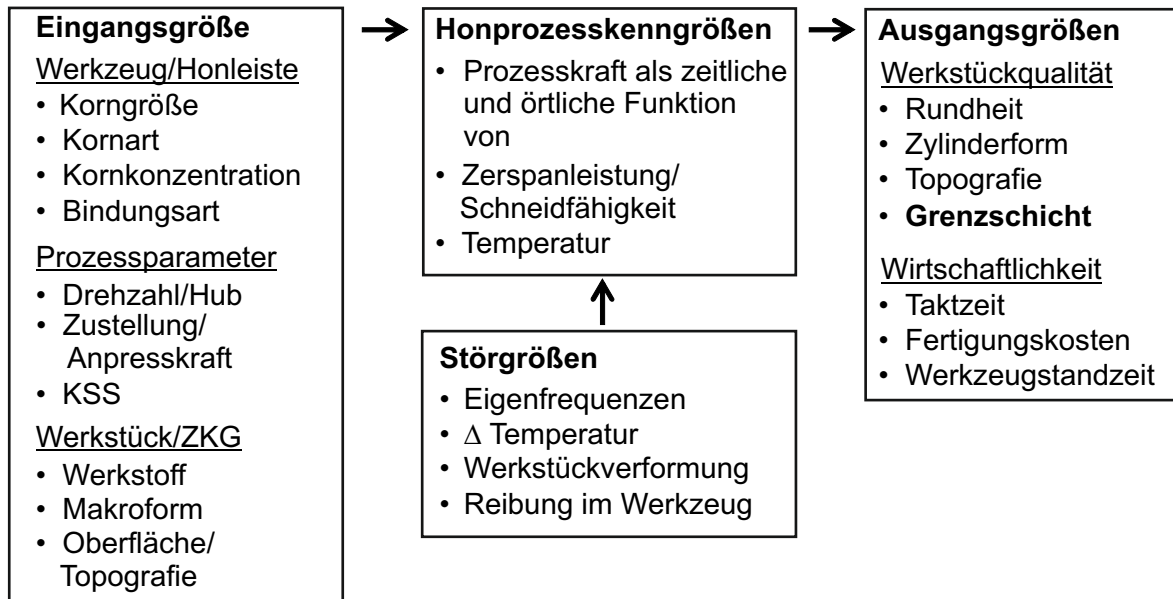 Eingangsgröße
Werkzeug/Honleiste
• Korngröße
• Kornart
• Kornkonzentration
• Bindungsart
Prozessparameter
• Drehzahl/Hub
• Zustellung/
Anpresskraft
• KSS
Werkstück/ZKG
• Werkstoff
• Makroform
• Oberfläche/
Topografie
Honprozesskenngrößen
• Prozesskraft als zeitliche
und örtliche Funktion
von
• Zerspanleistung/
Schneidfähigkeit
• Temperatur
Störgrößen
• Eigenfrequenzen
• Δ Temperatur
• Werkstückverformung
• Reibung im Werkzeug
Ausgangsgrößen
Werkstückqualität
• Rundheit
• Zylinderform
• Topografie
• Grenzschicht
Wirtschaftlichkeit
• Taktzeit
• Fertigungskosten
• Werkzeugstandzeit